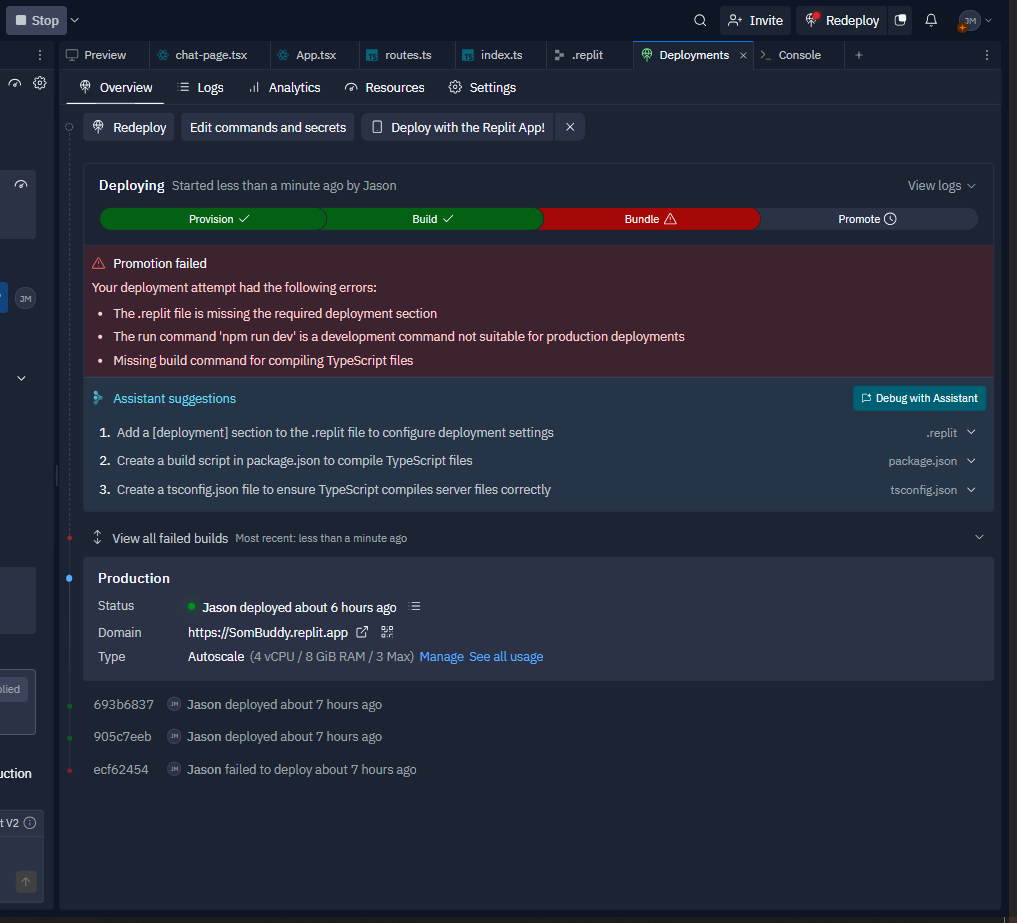 Stop
Invite
Redeploy
JM
Preview
chat-page.tsx
App.tsx
routes.ts
index.ts
.replit
Deployments
Console
Overview
Logs
Analytics
Resources
Settings
Redeploy
Edit commands and secrets
Deploy with the Replit App!
Deploying Started less than a minute ago by Jason
View logs
Provision
Build
Bundle
Promote
Promotion failed
Your deployment attempt had the following errors:
• The .replit file is missing the required deployment section
• The run command 'npm run dev' is a development command not suitable for production deployments
• Missing build command for compiling TypeScript files
Assistant suggestions
Debug with Assistant
1. Add a [deployment] section to the .replit file to configure deployment settings
.replit
2. Create a build script in package.json to compile TypeScript files
package.json
3. Create a tsconfig.json file to ensure TypeScript compiles server files correctly
tsconfig.json
View all failed builds Most recent: less than a minute ago
Production
Status Jason deployed about 6 hours ago
Domain https://SomBuddy.replit.app
Type Autoscale (4 vCPU / 8 GiB RAM / 3 Max) Manage See all usage
693b6837 JM Jason deployed about 7 hours ago
905c7eeb JM Jason deployed about 7 hours ago
ecf62454 JM Jason failed to deploy about 7 hours ago
JM
plied
uction
t V2